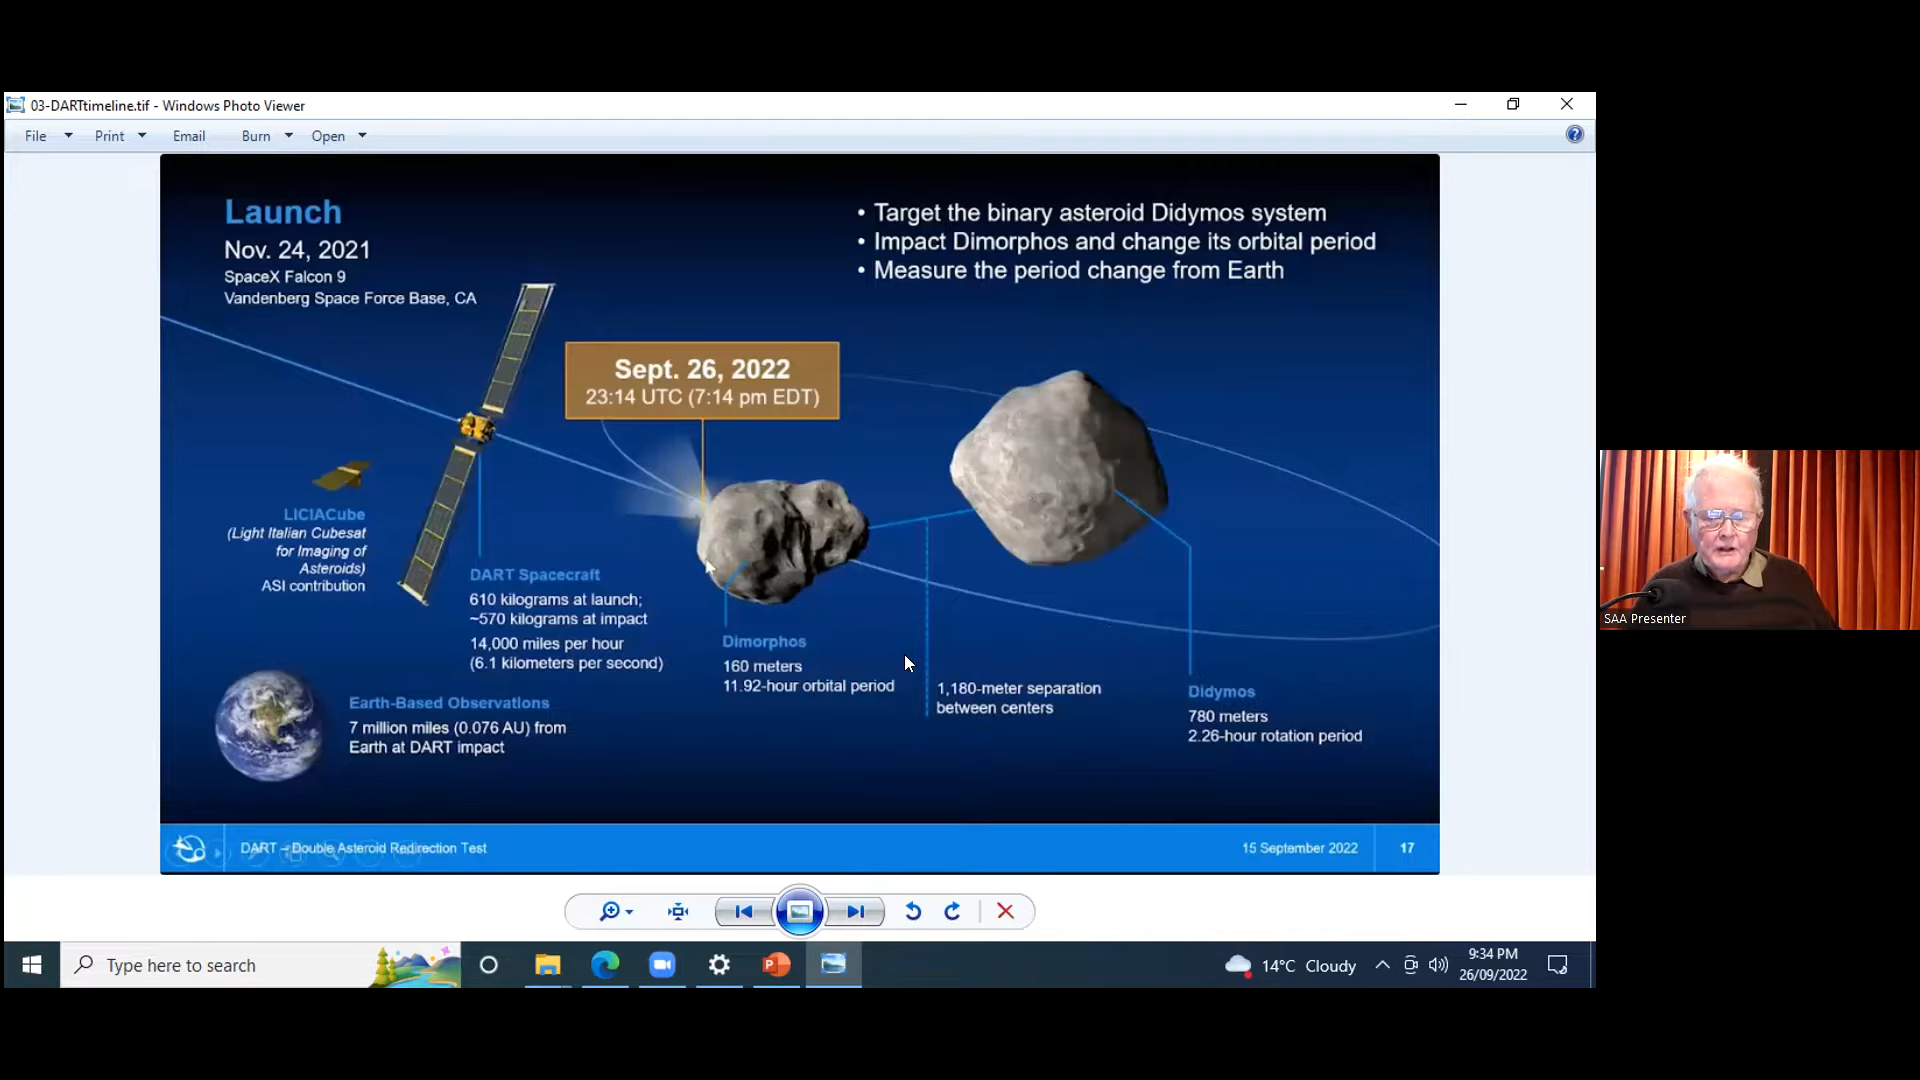 03-DARTtimeline.tif - Windows Photo Viewer
File Print Email Burn Open
Launch
Nov. 24, 2021
SpaceX Falcon 9
Vandenberg Space Force Base, CA
• Target the binary asteroid Didymos system
• Impact Dimorphos and change its orbital period
• Measure the period change from Earth
Sept. 26, 2022
23:14 UTC (7:14 pm EDT)
LICIACube
(Light Italian Cubesat
for Imaging of
Asteroids)
ASI contribution
DART Spacecraft
610 kilograms at launch;
~570 kilograms at impact
14,000 miles per hour
(6.1 kilometers per second)
Dimorphos
160 meters
11.92-hour orbital period
1,180-meter separation
between centers
Didymos
780 meters
2.26-hour rotation period
Earth-Based Observations
7 million miles (0.076 AU) from
Earth at DART impact
DART – Double Asteroid Redirection Test
15 September 2022
17
SAA Presenter
Type here to search
14°C Cloudy
9:34 PM
26/09/2022